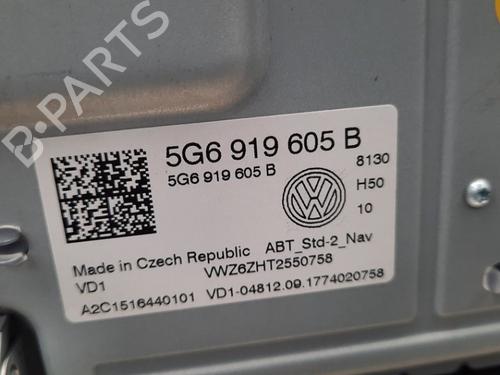 B-PARTS
5G6 919 605 B
5G6 919 605 B
8130
H50
10
Made in Czech Republic ABT_Std-2_Nav
VD1 VWZ6ZHT2550758
A2C1516440101 VD1-04812.09.1774020758